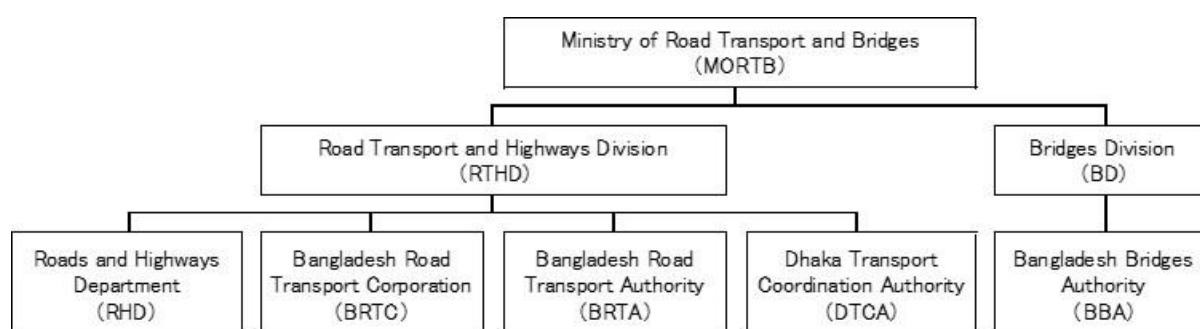 Ministry of Road Transport and Bridges
(MORTB)
Road Transport and Highways Division
(RTHD)
Bridges Division
(BD)
Roads and Highways
Department
(RHD)
Bangladesh Road
Transport Corporation
(BRTC)
Bangladesh Road
Transport Authority
(BRTA)
Dhaka Transport
Coordination Authority
(DTCA)
Bangladesh Bridges
Authority
(BBA)